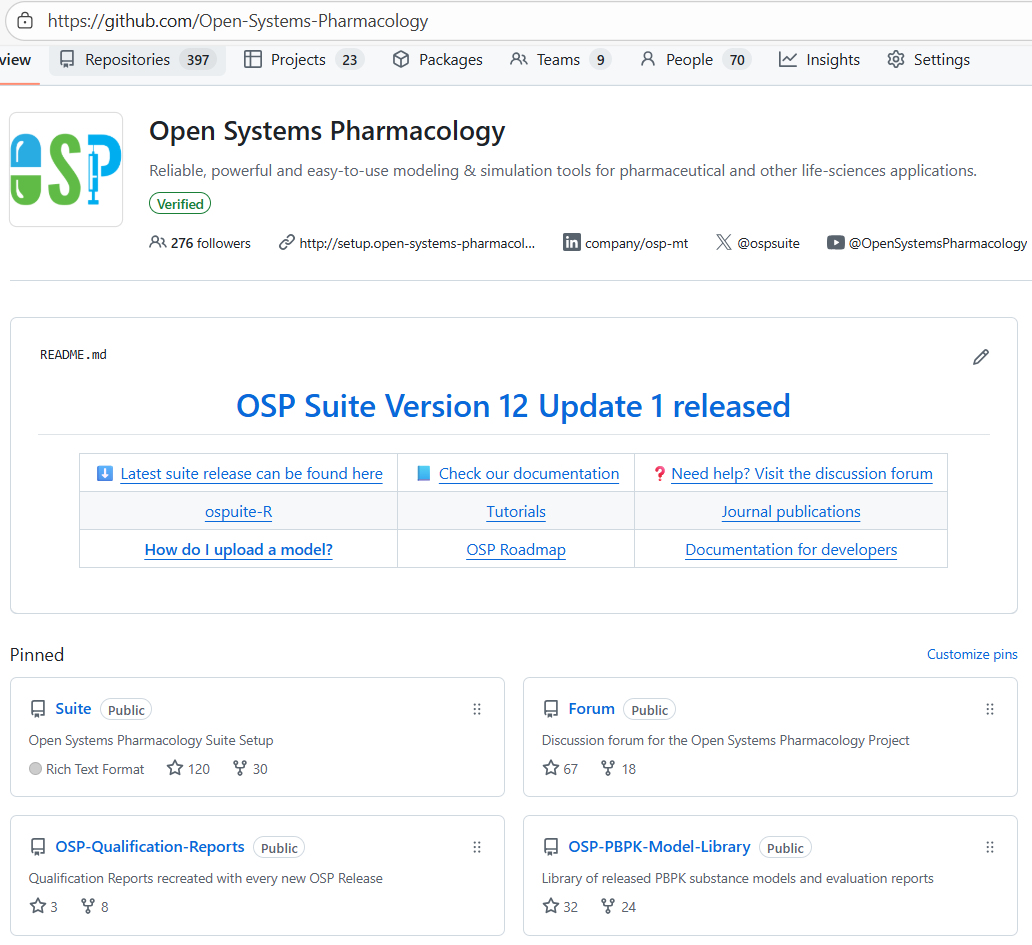 https://github.com/Open-Systems-Pharmacology
view Repositories 397 Projects 23 Packages Teams 9 People 70 Insights Settings
OSP
Open Systems Pharmacology
Reliable, powerful and easy-to-use modeling & simulation tools for pharmaceutical and other life-sciences applications.
Verified
276 followers http://setup.open-systems-pharmacol... in company/osp-mt X @ospsuite @OpenSystemsPharmacology
README.md
OSP Suite Version 12 Update 1 released
Latest suite release can be found here Check our documentation ❓ Need help? Visit the discussion forum
ospuite-R Tutorials Journal publications
How do I upload a model? OSP Roadmap Documentation for developers
Pinned Customize pins
Suite Public
Open Systems Pharmacology Suite Setup
Rich Text Format 120 30
Forum Public
Discussion forum for the Open Systems Pharmacology Project
67 18
OSP-Qualification-Reports Public
Qualification Reports recreated with every new OSP Release
3 8
OSP-PBPK-Model-Library Public
Library of released PBPK substance models and evaluation reports
32 24